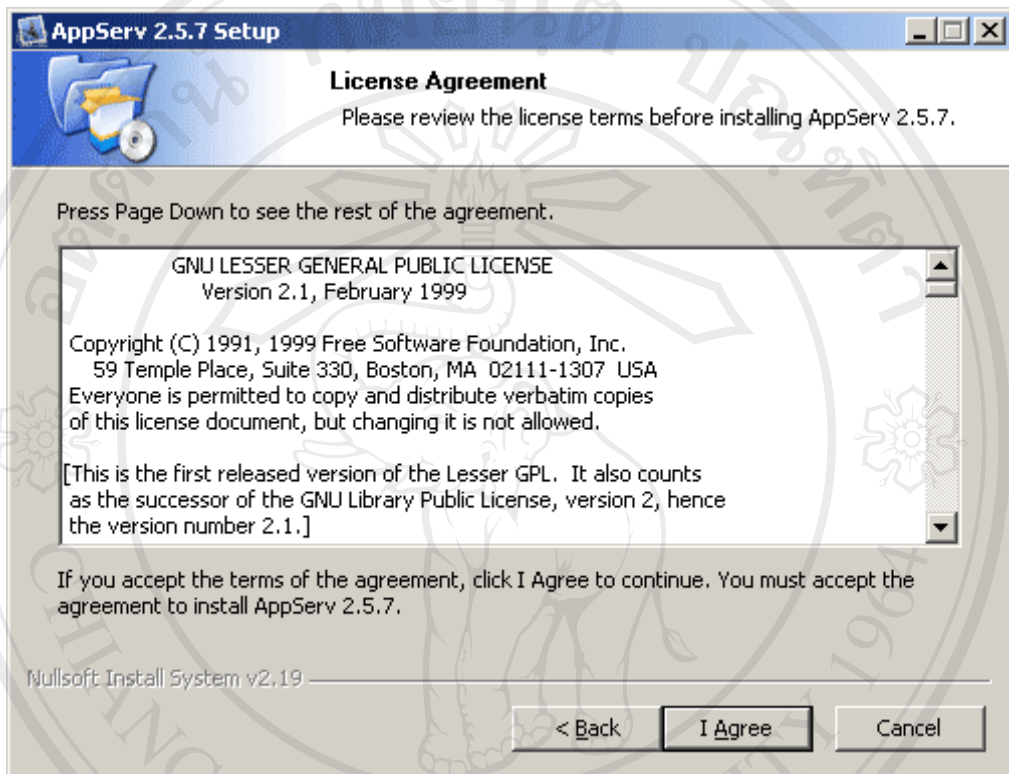 AppServ 2.5.7 Setup
License Agreement
Please review the license terms before installing AppServ 2.5.7.
Press Page Down to see the rest of the agreement.
GNU LESSER GENERAL PUBLIC LICENSE
Version 2.1, February 1999
Copyright (C) 1991, 1999 Free Software Foundation, Inc.
59 Temple Place, Suite 330, Boston, MA  02111-1307  USA
Everyone is permitted to copy and distribute verbatim copies
of this license document, but changing it is not allowed.
[This is the first released version of the Lesser GPL.  It also counts
as the successor of the GNU Library Public License, version 2, hence
the version number 2.1.]
If you accept the terms of the agreement, click I Agree to continue. You must accept the
agreement to install AppServ 2.5.7.
Nullsoft Install System v2.19
< Back
I Agree
Cancel
1964